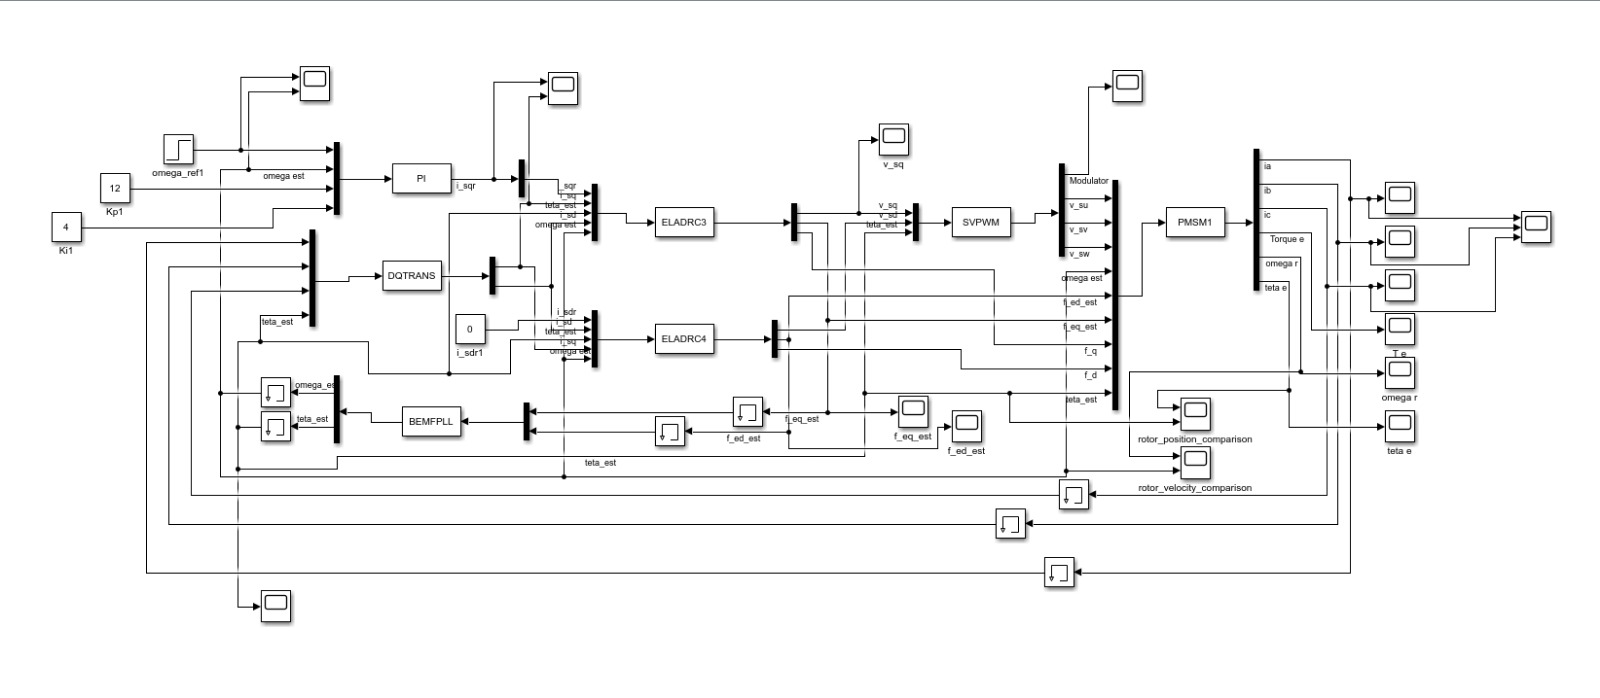 omega_ref1
omega est
12
Kp1
4
Ki1
PI
i_sqr
i_sqr
i_sq
teta_est
i_sd
omega est
ELADRC3
v_sq
v_sq
v_sd
teta_est
SVPWM
Modulator
v_su
v_sv
v_sw
omega est
f_ed_est
f_eq_est
f_q
f_d
teta_est
PMSM1
ia
ib
ic
Torque e
omega r
teta e
T e
omega r
teta e
DQTRANS
teta_est
0
i_sdr1
i_sdr
i_sd
teta_est
i_sq
omega est
ELADRC4
omega_es
teta_est
BEMFPLL
f_eq_est
f_ed_est
f_eq_est
f_ed_est
rotor_position_comparison
rotor_velocity_comparison
teta_est